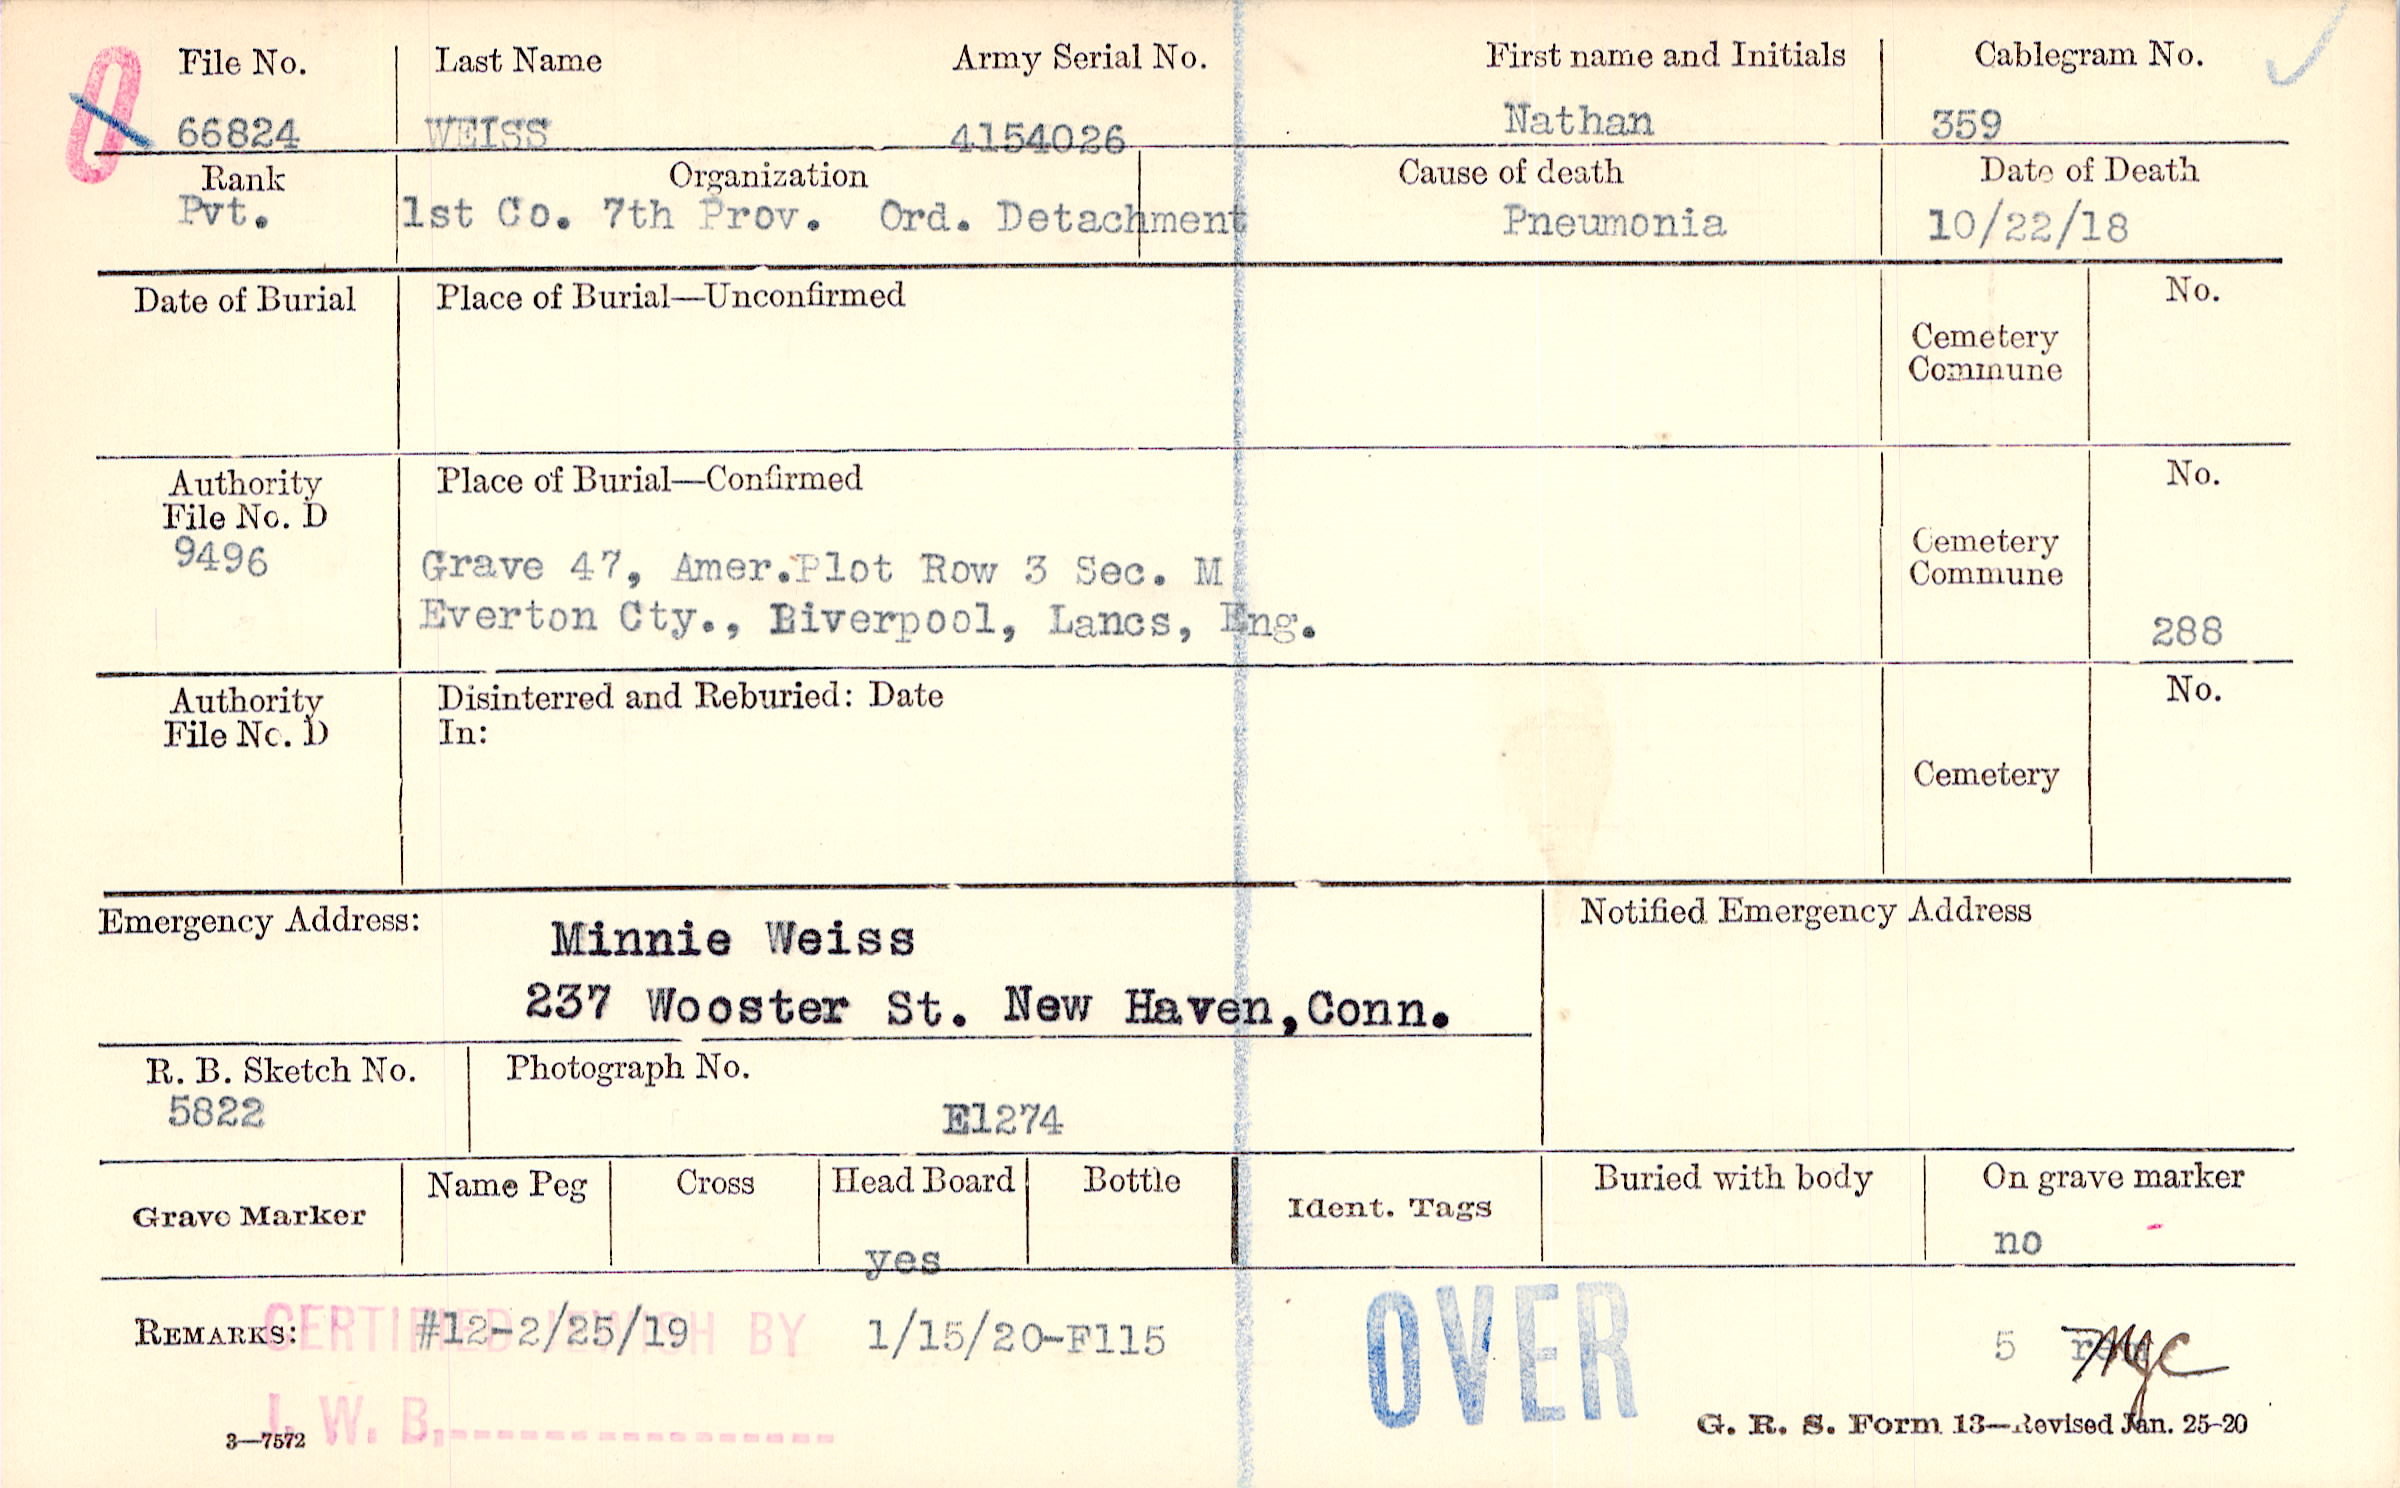 File No. Last Name Army Serial No. First name and Initials Cablegram No.
66824 WEISS 4154026 Nathan 359
Rank Organization Cause of death Date of Death
Pvt. 1st Co. 7th Prov. Ord. Detachment Pneumonia 10/22/18
Date of Burial Place of Burial—Unconfirmed No.
Cemetery
Commune
Authority Place of Burial—Confirmed No.
File No. D
9496 Cemetery
Grave 47, Amer.Plot Row 3 Sec. M Commune
Everton Cty., Liverpool, Lancs, Eng. 288
Authority Disinterred and Reburied: Date No.
File No. D In:
Cemetery
Emergency Address: Minnie Weiss Notified Emergency Address
237 Wooster St. New Haven,Conn.
R. B. Sketch No. Photograph No.
5822 E1274
Grave Marker Name Peg Cross Head Board Bottle Ident. Tags Buried with body On grave marker
yes no
REMARKS: #12-2/25/19 1/15/20-F115 OVER 5
CERTIFIED JEWISH BY
J. W. B.
3—7572 G. R. S. Form 13—Revised Jan. 25-20